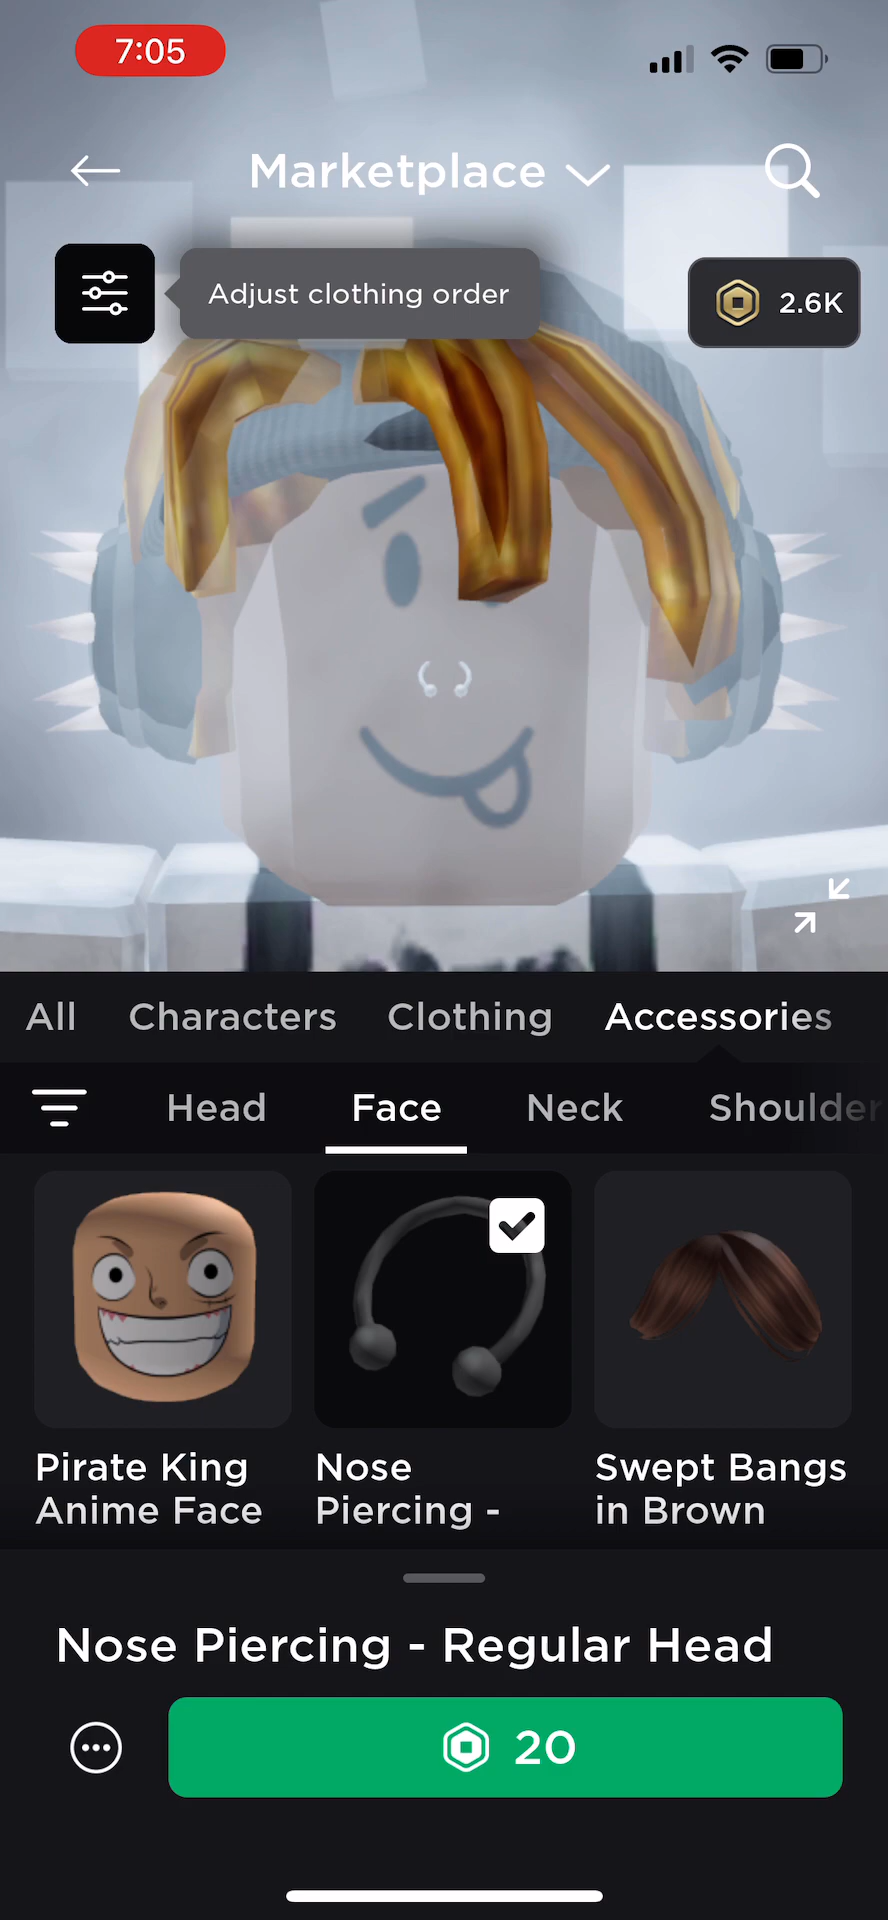 7:05
Marketplace
Adjust clothing order
2.6K
All Characters Clothing Accessories
Head Face Neck Shoulder
Pirate King
Anime Face
Nose
Piercing -
Swept Bangs
in Brown
Nose Piercing - Regular Head
20